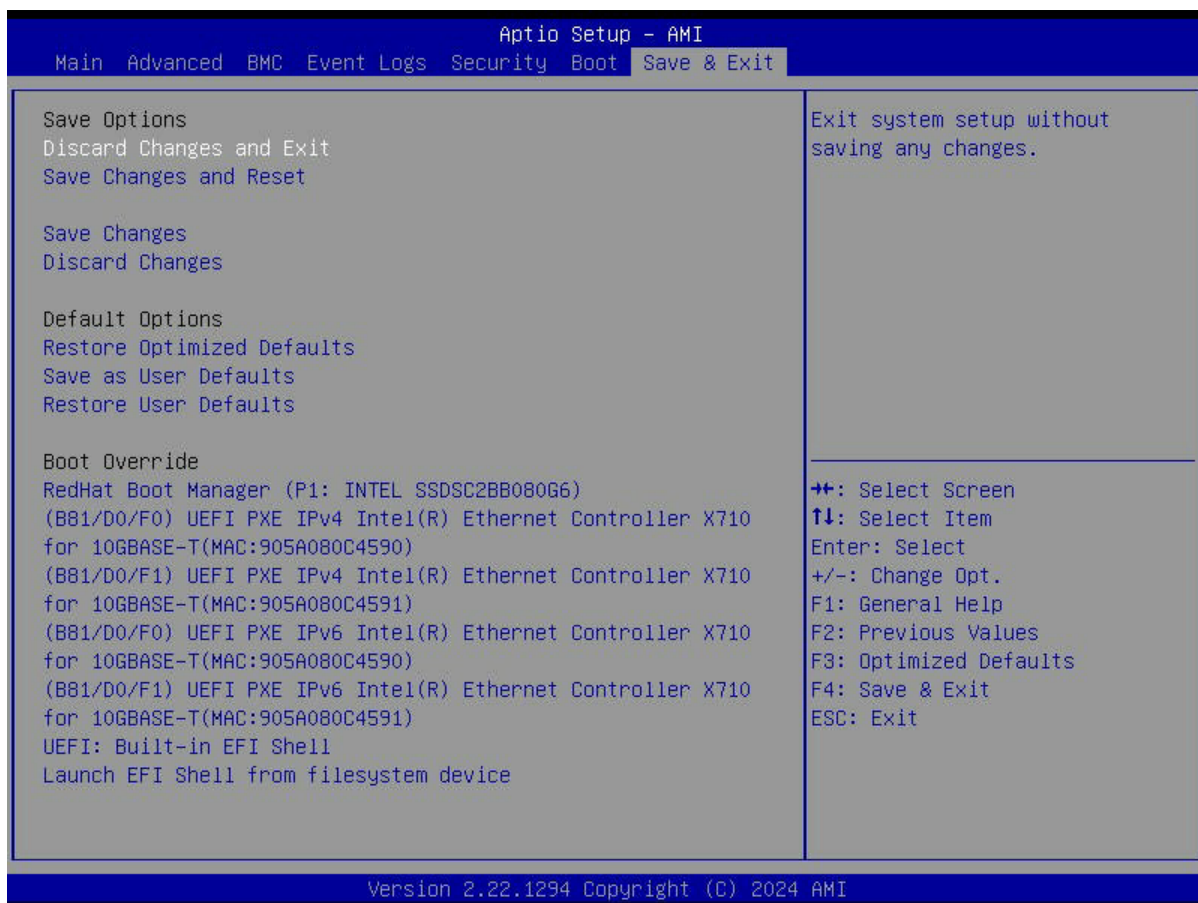 Aptio Setup – AMI
Main Advanced BMC Event Logs Security Boot Save & Exit
Save Options
Discard Changes and Exit
Save Changes and Reset
Save Changes
Discard Changes
Default Options
Restore Optimized Defaults
Save as User Defaults
Restore User Defaults
Boot Override
RedHat Boot Manager (P1: INTEL SSDSC2BB080G6)
(B81/D0/F0) UEFI PXE IPv4 Intel(R) Ethernet Controller X710
for 10GBASE-T(MAC:905A080C4590)
(B81/D0/F1) UEFI PXE IPv4 Intel(R) Ethernet Controller X710
for 10GBASE-T(MAC:905A080C4591)
(B81/D0/F0) UEFI PXE IPv6 Intel(R) Ethernet Controller X710
for 10GBASE-T(MAC:905A080C4590)
(B81/D0/F1) UEFI PXE IPv6 Intel(R) Ethernet Controller X710
for 10GBASE-T(MAC:905A080C4591)
UEFI: Built-in EFI Shell
Launch EFI Shell from filesystem device
Exit system setup without
saving any changes.
→←: Select Screen
↑↓: Select Item
Enter: Select
+/-: Change Opt.
F1: General Help
F2: Previous Values
F3: Optimized Defaults
F4: Save & Exit
ESC: Exit
Version 2.22.1294 Copyright (C) 2024 AMI